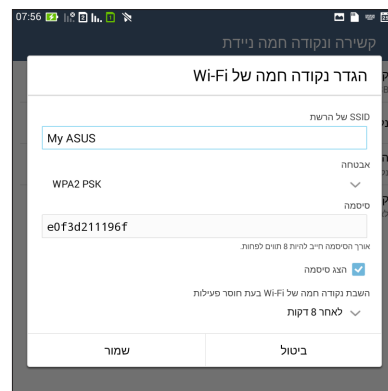 07:56
קשירה ונקודה חמה ניידת
הגדר נקודה חמה של Wi-Fi
SSID של הרשת
My ASUS
אבטחה
WPA2 PSK
סיסמה
e0f3d211196f
אורך הסיסמה חייב להיות 8 תווים לפחות.
הצג סיסמה
השבת נקודה חמה של Wi-Fi בעת חוסר פעילות
לאחר 8 דקות
ביטול
שמור